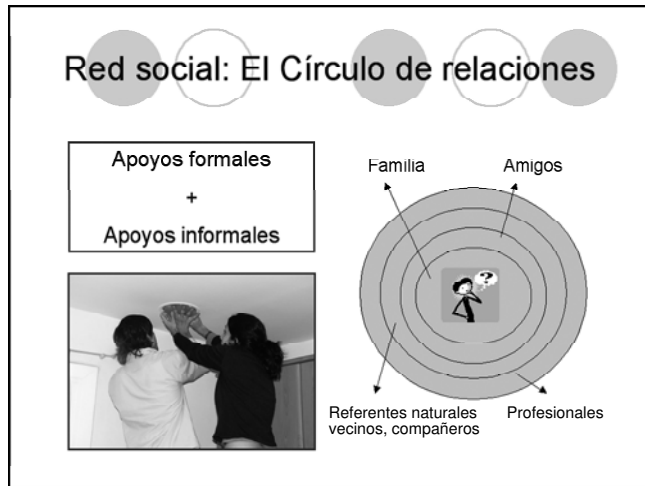 Red social: El Círculo de relaciones
Apoyos formales
+
Apoyos informales
Familia
Amigos
?
Referentes naturales
vecinos, compañeros
Profesionales